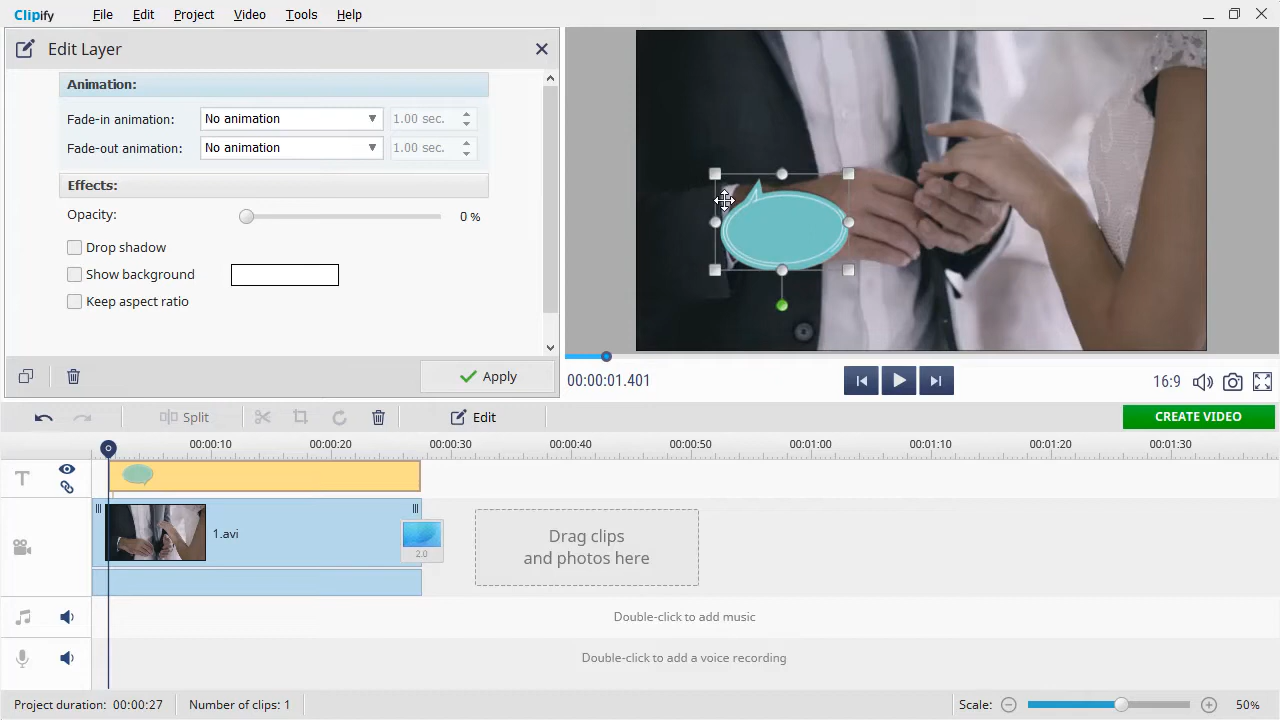 Clipify File Edit Project Video Tools Help
Edit Layer
Animation:
Fade-in animation: No animation 1.00 sec.
Fade-out animation: No animation 1.00 sec.
Effects:
Opacity: 0 %
Drop shadow
Show background
Keep aspect ratio
Apply
00:00:01.401 16:9
Split Edit CREATE VIDEO
00:00:10 00:00:20 00:00:30 00:00:40 00:00:50 00:01:00 00:01:10 00:01:20 00:01:30
T
1.avi
2.0
Drag clips
and photos here
Double-click to add music
Double-click to add a voice recording
Project duration: 00:00:27 Number of clips: 1 Scale: 50%